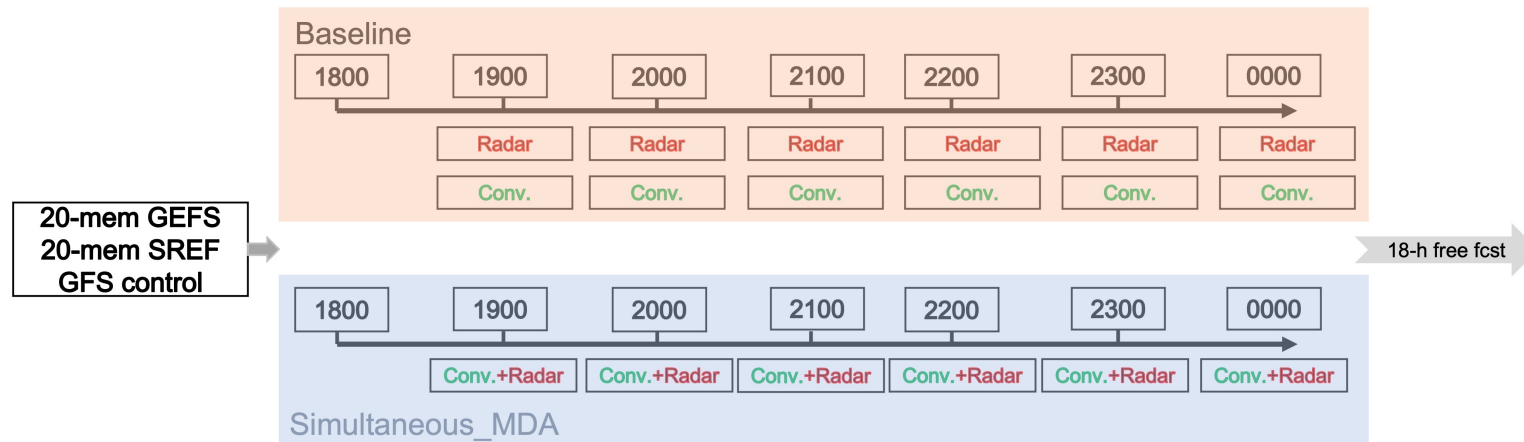 Baseline
1800 1900 2000 2100 2200 2300 0000
Radar Radar Radar Radar Radar Radar
Conv. Conv. Conv. Conv. Conv. Conv.
20-mem GEFS
20-mem SREF
GFS control
18-h free fcst
1800 1900 2000 2100 2200 2300 0000
Conv.+Radar Conv.+Radar Conv.+Radar Conv.+Radar Conv.+Radar Conv.+Radar
Simultaneous_MDA